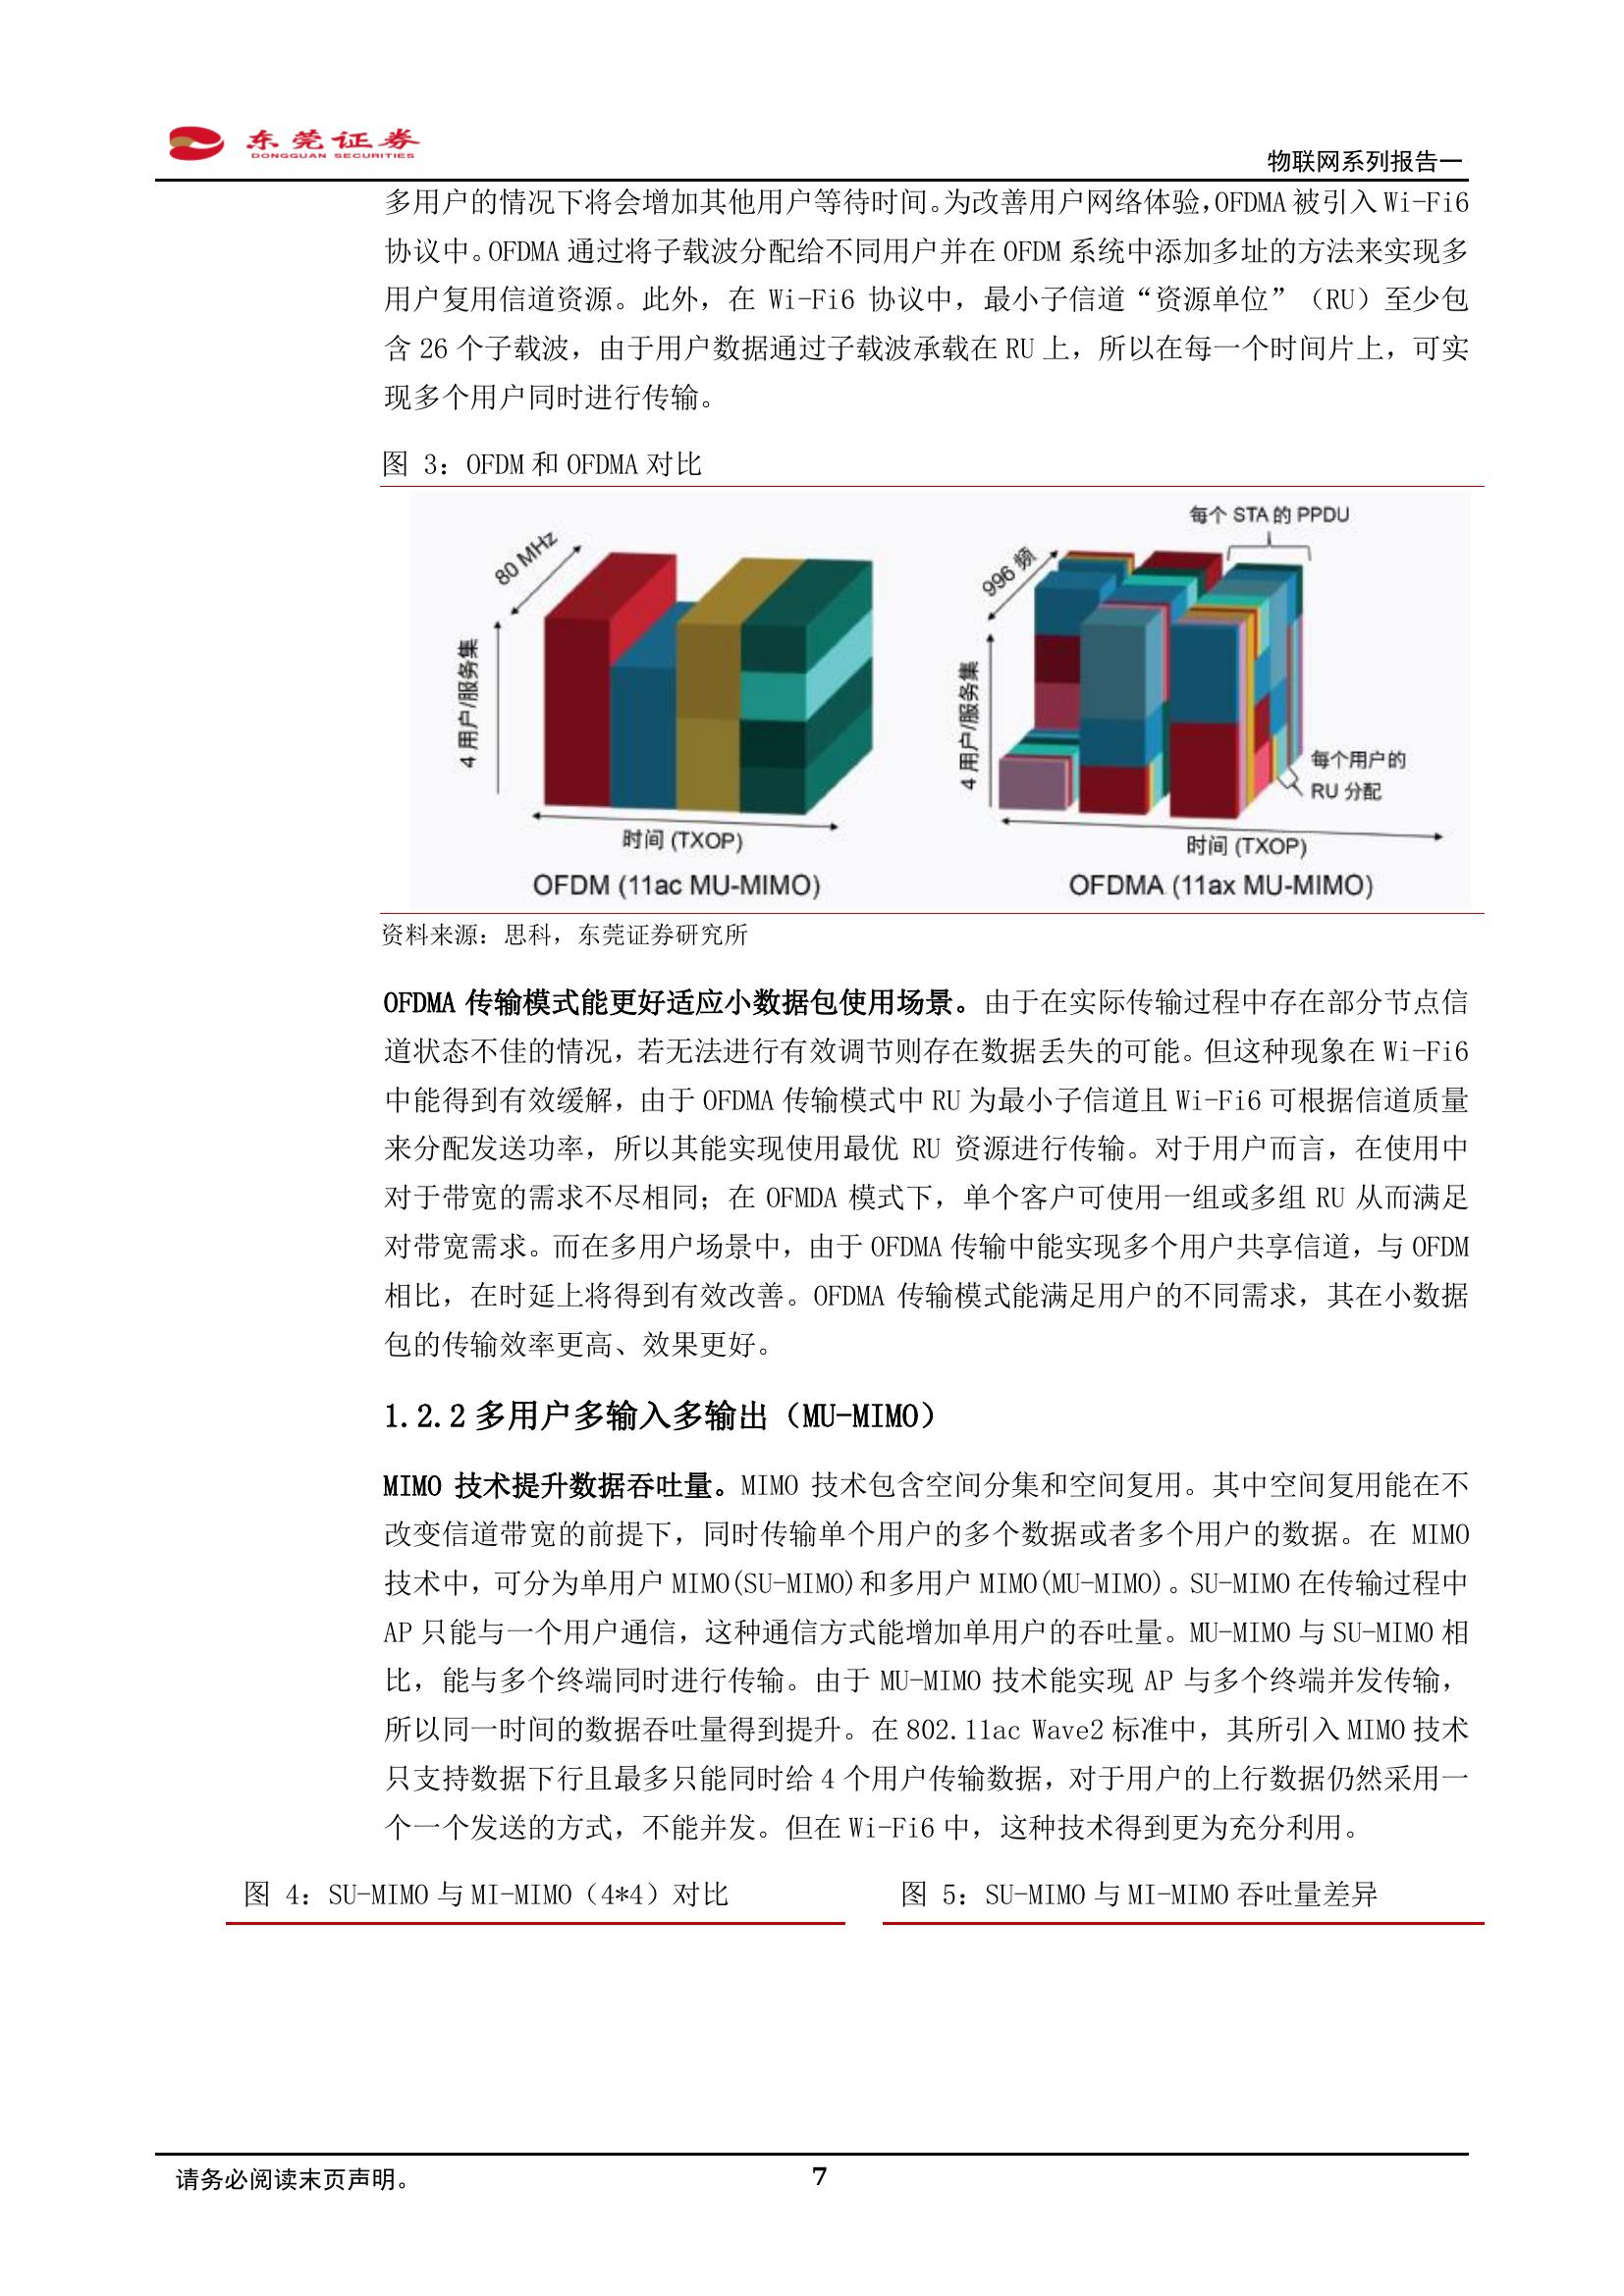 东莞证券
DONGGUAN SECURITIES
物联网系列报告一
多用户的情况下将会增加其他用户等待时间。为改善用户网络体验，OFDMA 被引入 Wi-Fi6
协议中。OFDMA 通过将子载波分配给不同用户并在 OFDM 系统中添加多址的方法来实现多
用户复用信道资源。此外，在 Wi-Fi6 协议中，最小子信道“资源单位”（RU）至少包
含 26 个子载波，由于用户数据通过子载波承载在 RU 上，所以在每一个时间片上，可实
现多个用户同时进行传输。
图 3：OFDM 和 OFDMA 对比
80 MHz
4 用户/服务集
时间 (TXOP)
OFDM (11ac MU-MIMO)
每个 STA 的 PPDU
996 频
4 用户/服务集
每个用户的
RU 分配
时间 (TXOP)
OFDMA (11ax MU-MIMO)
资料来源：思科，东莞证券研究所
OFDMA 传输模式能更好适应小数据包使用场景。由于在实际传输过程中存在部分节点信
道状态不佳的情况，若无法进行有效调节则存在数据丢失的可能。但这种现象在 Wi-Fi6
中能得到有效缓解，由于 OFDMA 传输模式中 RU 为最小子信道且 Wi-Fi6 可根据信道质量
来分配发送功率，所以其能实现使用最优 RU 资源进行传输。对于用户而言，在使用中
对于带宽的需求不尽相同；在 OFMDA 模式下，单个客户可使用一组或多组 RU 从而满足
对带宽需求。而在多用户场景中，由于 OFDMA 传输中能实现多个用户共享信道，与 OFDM
相比，在时延上将得到有效改善。OFDMA 传输模式能满足用户的不同需求，其在小数据
包的传输效率更高、效果更好。
1.2.2 多用户多输入多输出（MU-MIMO）
MIMO 技术提升数据吞吐量。MIMO 技术包含空间分集和空间复用。其中空间复用能在不
改变信道带宽的前提下，同时传输单个用户的多个数据或者多个用户的数据。在 MIMO
技术中，可分为单用户 MIMO(SU-MIMO)和多用户 MIMO(MU-MIMO)。SU-MIMO 在传输过程中
AP 只能与一个用户通信，这种通信方式能增加单用户的吞吐量。MU-MIMO 与 SU-MIMO 相
比，能与多个终端同时进行传输。由于 MU-MIMO 技术能实现 AP 与多个终端并发传输，
所以同一时间的数据吞吐量得到提升。在 802.11ac Wave2 标准中，其所引入 MIMO 技术
只支持数据下行且最多只能同时给 4 个用户传输数据，对于用户的上行数据仍然采用一
个一个发送的方式，不能并发。但在 Wi-Fi6 中，这种技术得到更为充分利用。
图 4：SU-MIMO 与 MI-MIMO（4*4）对比
图 5：SU-MIMO 与 MI-MIMO 吞吐量差异
请务必阅读末页声明。
7